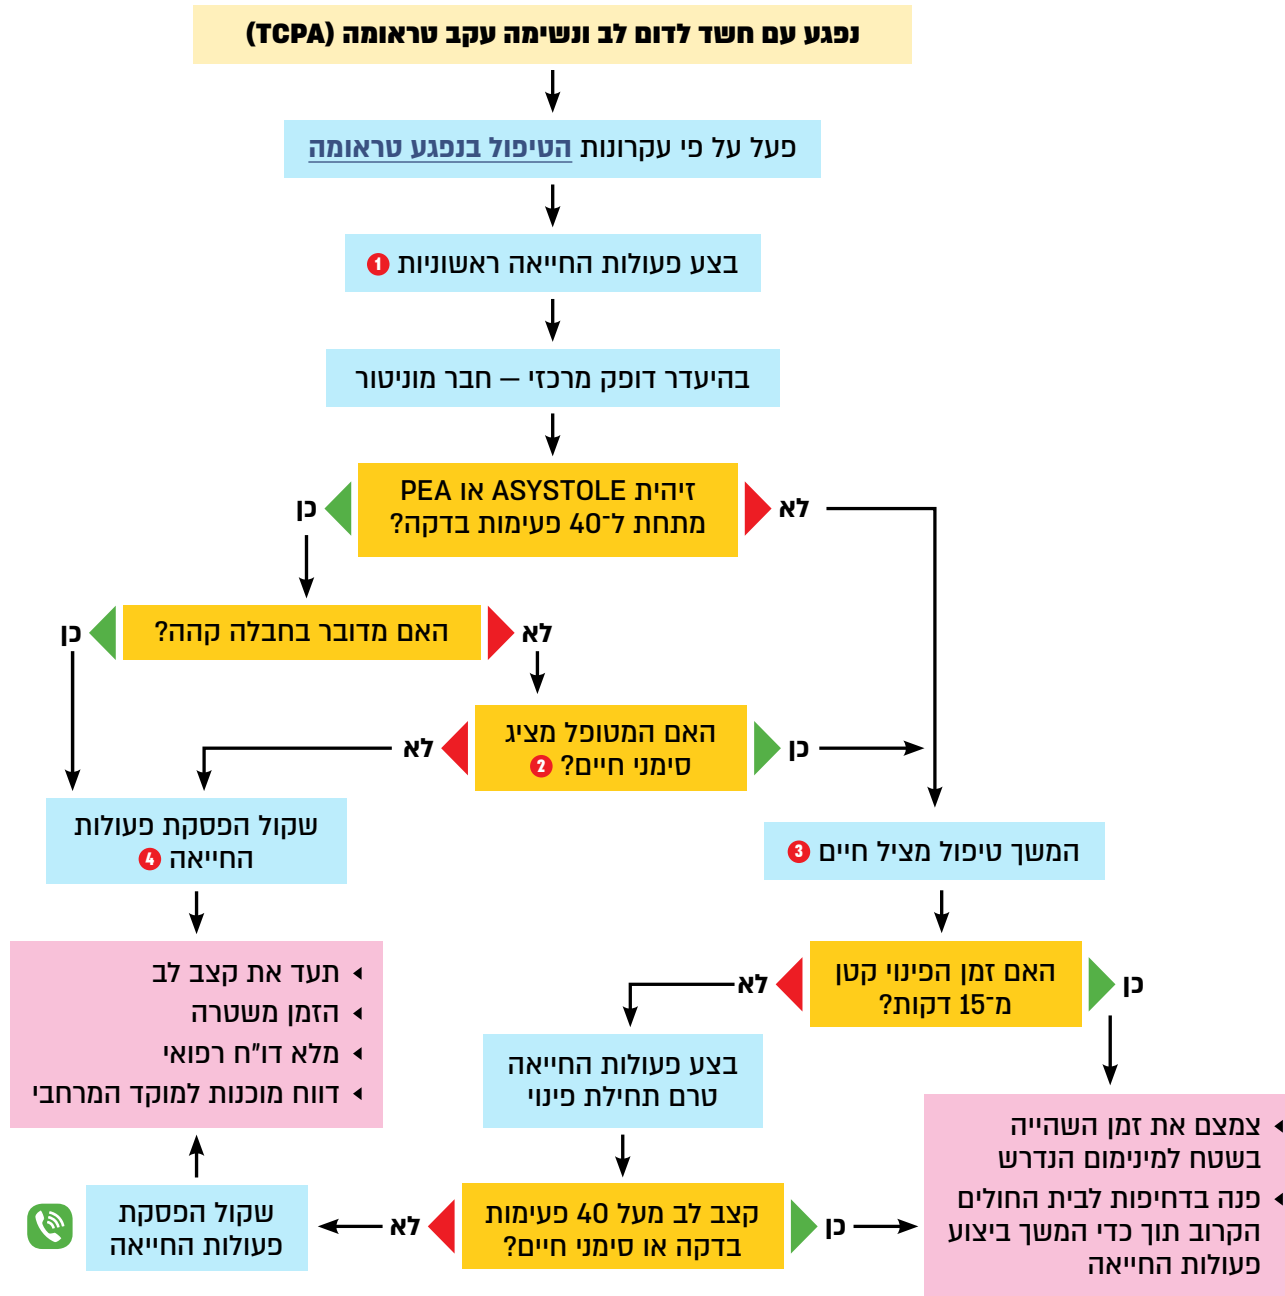 נפגע עם חשד לדום לב ונשימה עקב טראומה (TCPA)
פעל על פי עקרונות הטיפול בנפגע טראומה
בצע פעולות החייאה ראשוניות 1
בהיעדר דופק מרכזי – חבר מוניטור
זיהית ASYSTOLE או PEA
מתחת ל־40 פעימות בדקה?
לא
כן
האם מדובר בחבלה קהה?
לא
כן
האם המטופל מציג
סימני חיים? 2
כן
לא
שקול הפסקת פעולות
החייאה 4
המשך טיפול מציל חיים 3
תעד את קצב לב
הזמן משטרה
מלא דו"ח רפואי
דווח מוכנות למוקד המרחבי
האם זמן הפינוי קטן
מ־15 דקות?
כן
לא
בצע פעולות החייאה
טרם תחילת פינוי
צמצם את זמן השהייה
בשטח למינימום הנדרש
פנה בדחיפות לבית החולים
הקרוב תוך כדי המשך ביצוע
פעולות החייאה
קצב לב מעל 40 פעימות
בדקה או סימני חיים?
כן
לא
שקול הפסקת
פעולות החייאה